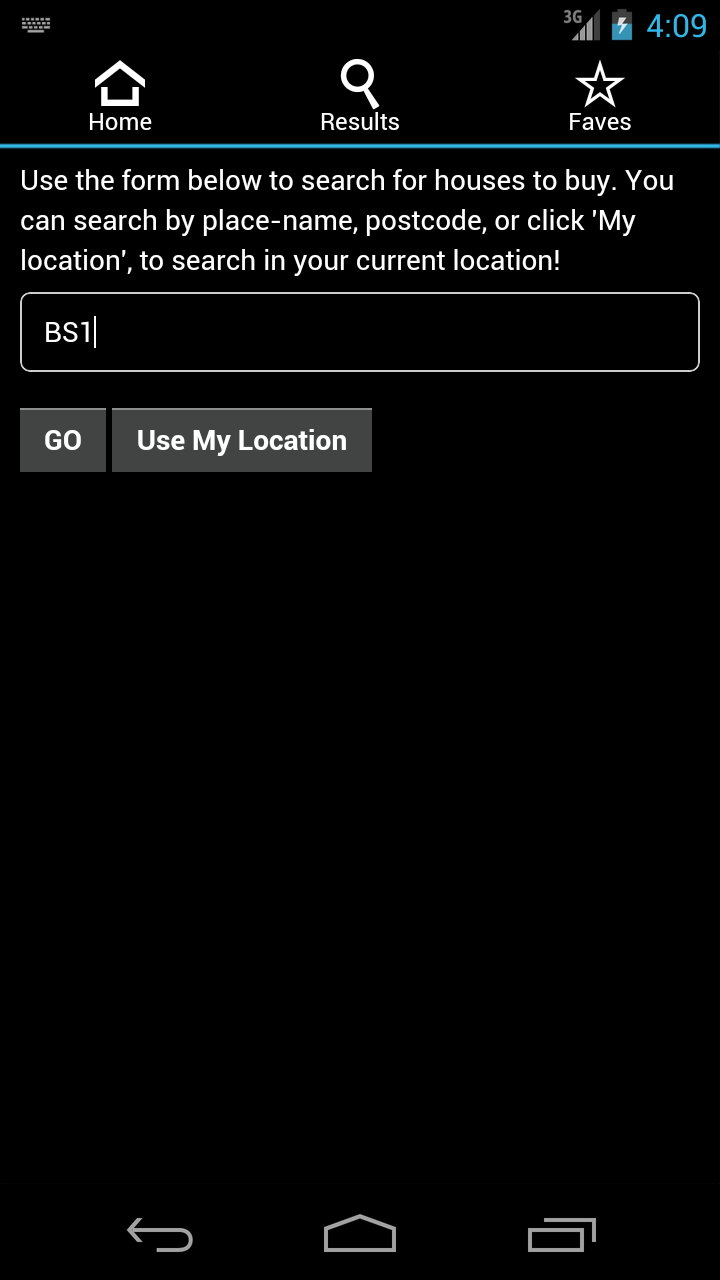 3G 4:09
Home Results Faves
Use the form below to search for houses to buy. You
can search by place-name, postcode, or click 'My
location', to search in your current location!
BS1
GO Use My Location